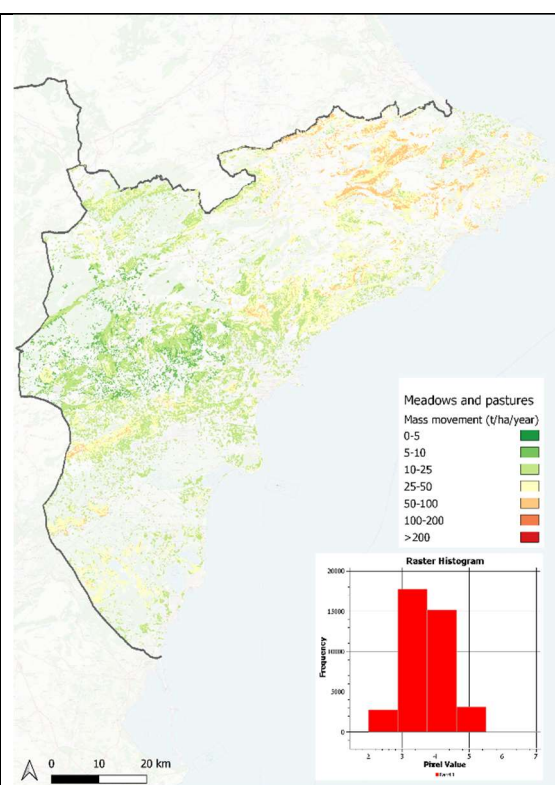 Meadows and pastures
Mass movement (t/ha/year)
0-5
5-10
10-25
25-50
50-100
100-200
>200
Raster Histogram
20000
15000
10000
5000
0
Frequency
2 3 4 5 6 7
Pixel Value
0 10 20 km